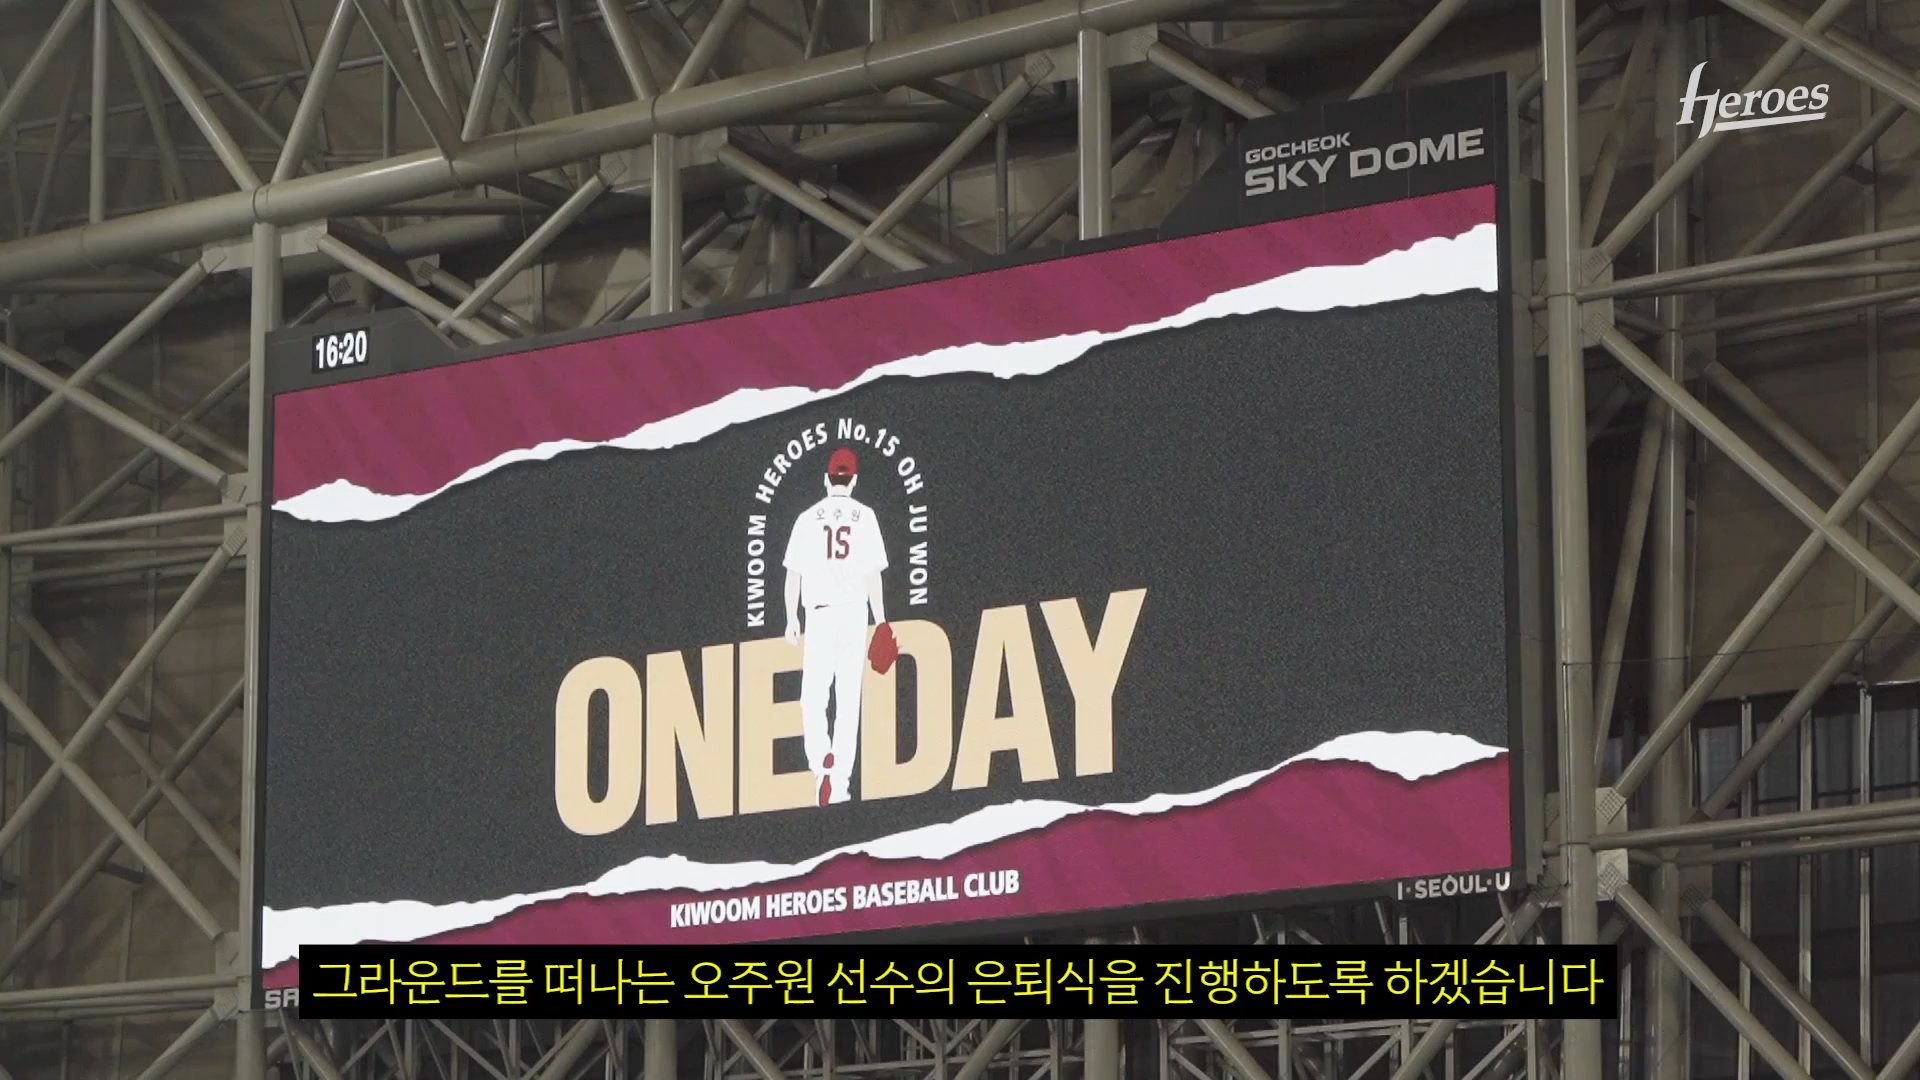 Heroes
GOCHEOK
SKY DOME
16:20
KIWOOM HEROES No.15 OH JU WON
오주원
15
ONE DAY
KIWOOM HEROES BASEBALL CLUB
I·SEOUL·U
그라운드를 떠나는 오주원 선수의 은퇴식을 진행하도록 하겠습니다